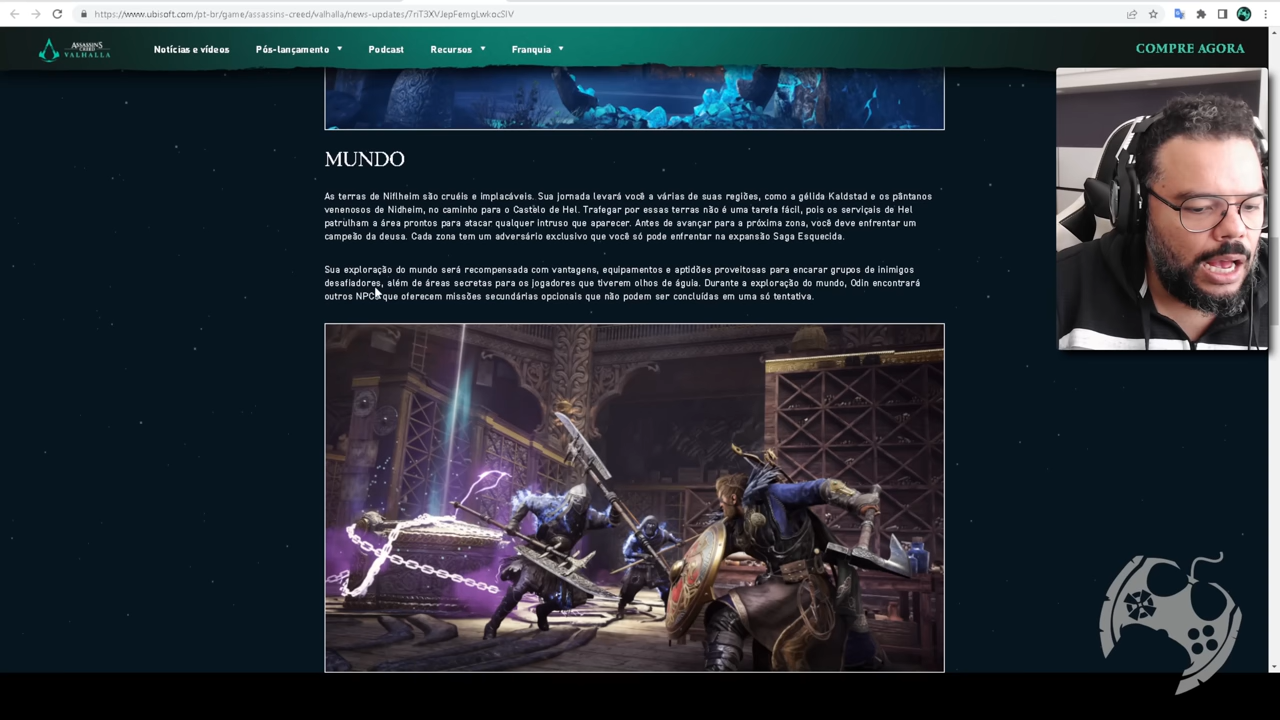 https://www.ubisoft.com/pt-br/game/assassins-creed/valhalla/news-updates/7riT3XVJepFemgLwkacSIV
ASSASSINS CREED
VALHALLA
Notícias e vídeos
Pós-lançamento
Podcast
Recursos
Franquia
COMPRE AGORA
MUNDO
As terras de Niflheim são cruéis e implacáveis. Sua jornada levará você a várias de suas regiões, como a gélida Kaldstad e os pântanos
venenosos de Nidheim, no caminho para o Castelo de Hel. Trafegar por essas terras não é uma tarefa fácil, pois os serviçais de Hel
patrulham a área prontos para atacar qualquer intruso que aparecer. Antes de avançar para a próxima zona, você deve enfrentar um
campeão da deusa. Cada zona tem um adversário exclusivo que você só pode enfrentar na expansão Saga Esquecida.
Sua exploração do mundo será recompensada com vantagens, equipamentos e aptidões proveitosas para encarar grupos de inimigos
desafiadores, além de áreas secretas para os jogadores que tiverem olhos de águia. Durante a exploração do mundo, Odin encontrará
outros NPCs que oferecem missões secundárias opcionais que não podem ser concluídas em uma só tentativa.